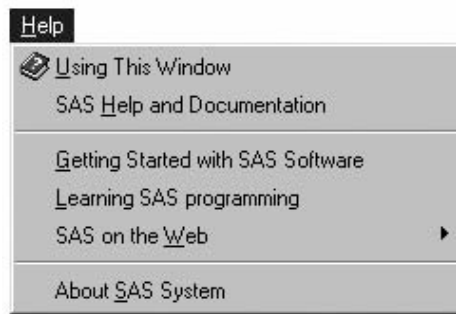 Help
Using This Window
SAS Help and Documentation
Getting Started with SAS Software
Learning SAS programming
SAS on the Web
About SAS System